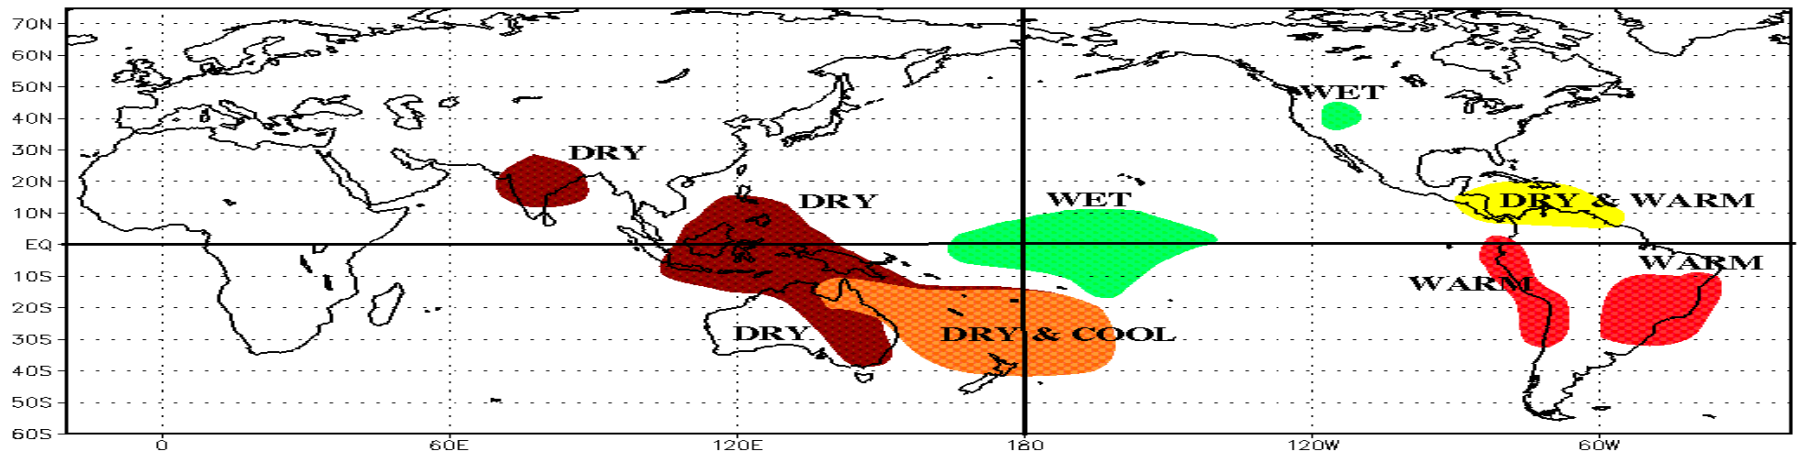 70N
60N
50N
WET
40N
30N
DRY
20N
DRY
WET
DRY & WARM
10N
EQ
WARM
10S
WARM
20S
DRY
DRY & COOL
30S
40S
50S
60S
0
60E
120E
180
120W
60W